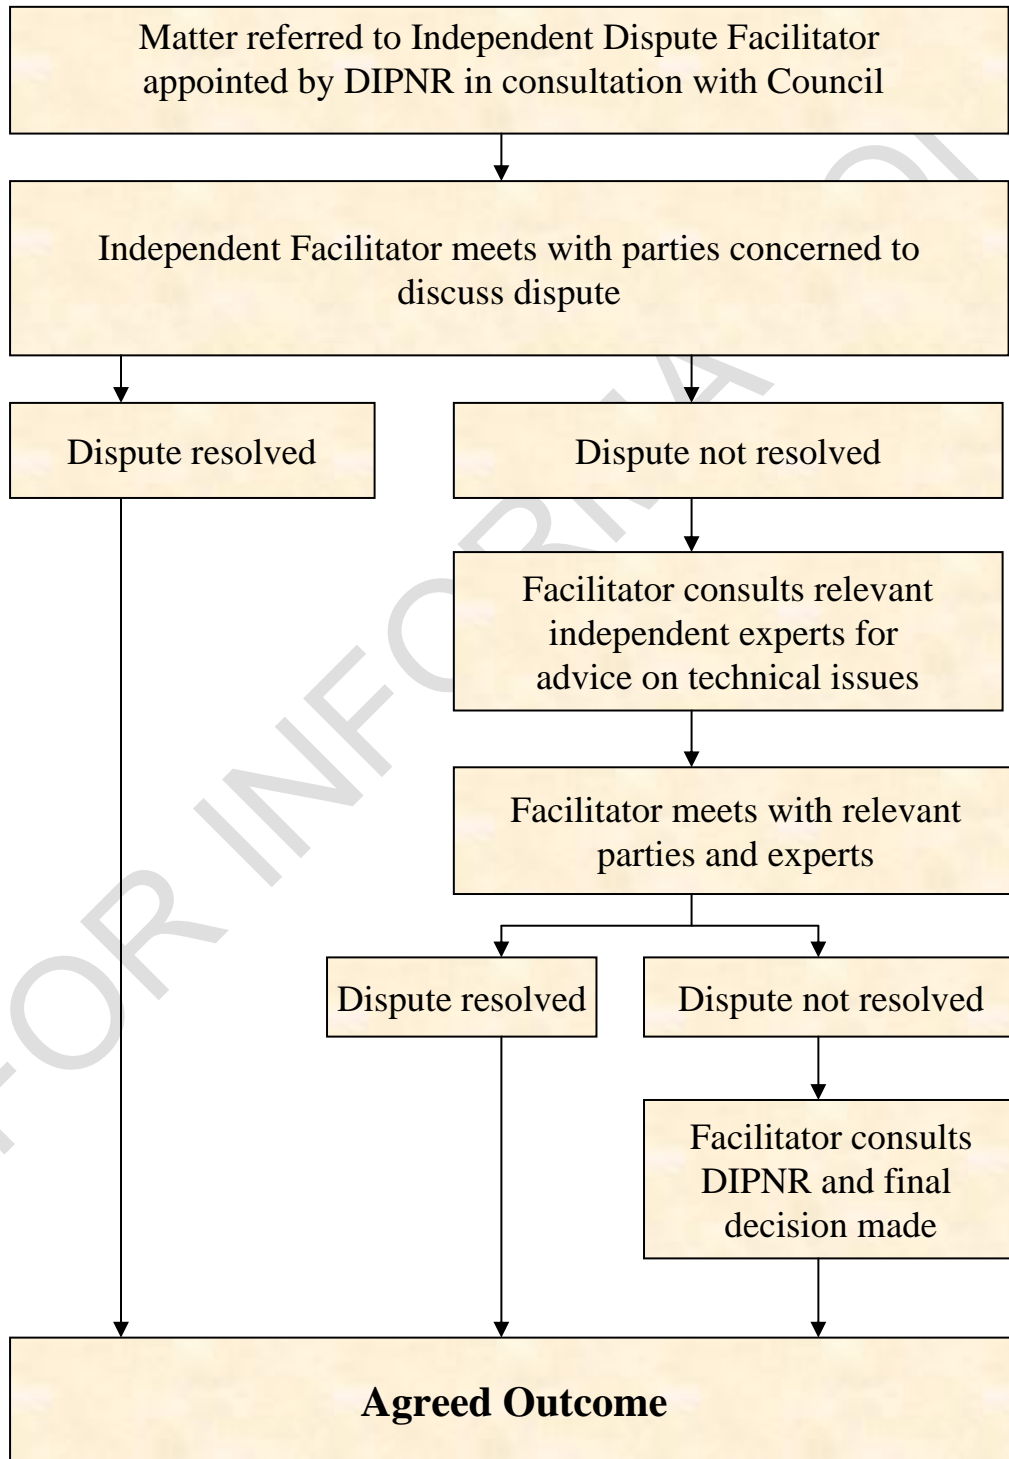 Matter referred to Independent Dispute Facilitator
appointed by DIPNR in consultation with Council
Independent Facilitator meets with parties concerned to
discuss dispute
Dispute resolved
Dispute not resolved
Facilitator consults relevant
independent experts for
advice on technical issues
Facilitator meets with relevant
parties and experts
Dispute resolved
Dispute not resolved
Facilitator consults
DIPNR and final
decision made
Agreed Outcome
FOR